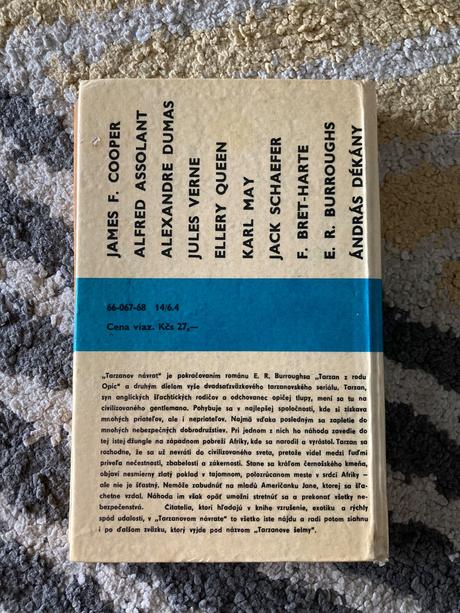 JAMES F. COOPER
ALFRED ASSOLANT
ALEXANDRE DUMAS
JULES VERNE
ELLERY QUEEN
KARL MAY
JACK SCHAEFER
F. BRET-HARTE
E. R. BURROUGHS
ÁNDRÁS DÉKÁNY
66-067-68 14/6.4
Cena viaz. Kčs 27,—
„Tarzanov návrat“ je pokračovaním románu E. R. Burroughsa „Tarzan z rodu
Opíc“ a druhým dielom vyše dvadsaťzväzkového tarzanovského seriálu. Tarzan,
syn anglických šľachtických rodičov a odchovanec opičej tlupy, mení sa tu na
civilizovaného gentlemana. Pohybuje sa v najlepšej spoločnosti, kde si získava
mnohých priateľov, ale i nepriateľov. Najmä vďaka posledným sa zapletie do
mnohých nebezpečných dobrodružstiev. Pri jednom z nich ho náhoda zavedie do
tej istej džungle na západnom pobreží Afriky, kde sa narodil a vyrástol. Tarzan sa
rozhodne, že sa už nevráti do civilizovaného sveta, pretože videl medzi ľuďmi
priveľa nečestnosti, zbabelosti a zákernosti. Stane sa kráľom černošského kmeňa,
objaví nesmierny zlatý poklad v tajomnom, polorozpadnutom meste v srdci Afriky —
ale nie je šťastný. Nemôže zabudnúť na mladú Američanku Jane, ktorej sa šľa-
chetne vzdal. Náhoda im však opäť umožní stretnúť sa a prekonať všetky ne-
bezpečenstvá. Čitatelia, ktorí hľadajú v knihe vzrušenie, exotiku a rýchly
spád udalostí, v „Tarzanovom návrate“ to všetko iste nájdu a radi potom siahnu
i po ďalšom zväzku, ktorý vyjde pod názvom „Tarzanove šelmy“.